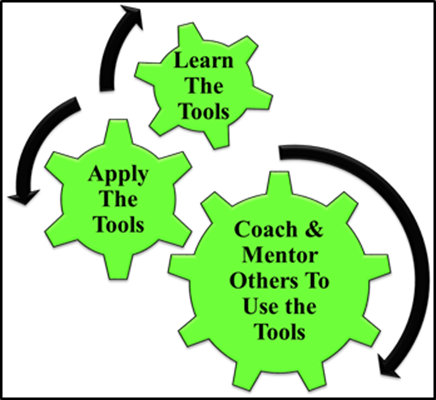 Learn
The
Tools
Apply
The
Tools
Coach &
Mentor
Others To
Use the
Tools